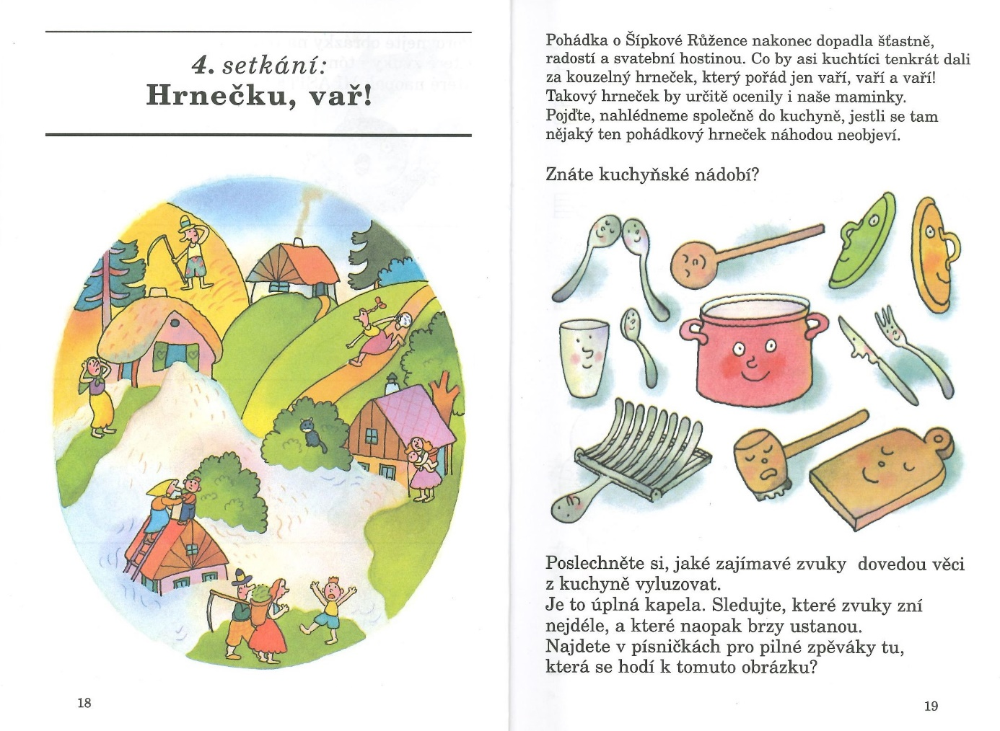 4. setkání:
Hrnečku, vař!
18
Pohádka o Šípkové Růžence nakonec dopadla šťastně,
radostí a svatební hostinou. Co by asi kuchtíci tenkrát dali
za kouzelný hrneček, který pořád jen vaří, vaří a vaří!
Takový hrneček by určitě ocenily i naše maminky.
Pojďte, nahlédneme společně do kuchyně, jestli se tam
nějaký ten pohádkový hrneček náhodou neobjeví.
Znáte kuchyňské nádobí?
Poslechněte si, jaké zajímavé zvuky dovedou věci
z kuchyně vyluzovat.
Je to úplná kapela. Sledujte, které zvuky zní
nejdéle, a které naopak brzy ustanou.
Najdete v písničkách pro pilné zpěváky tu,
která se hodí k tomuto obrázku?
19